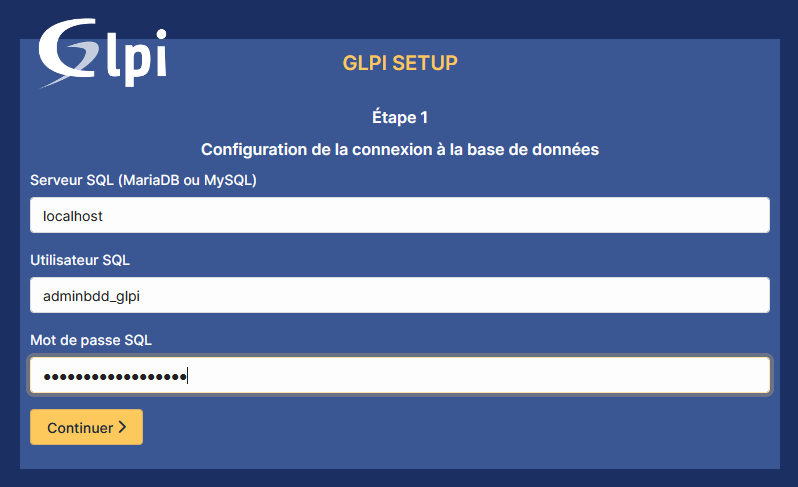 Glpi
GLPI SETUP
Étape 1
Configuration de la connexion à la base de données
Serveur SQL (MariaDB ou MySQL)
localhost
Utilisateur SQL
adminbdd_glpi
Mot de passe SQL
••••••••••••••••••
Continuer